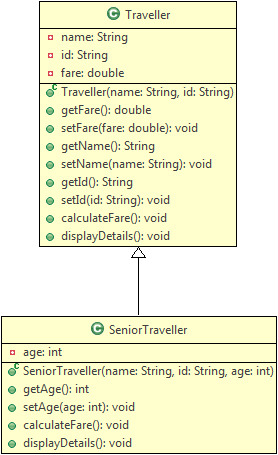 Traveller
name: String
id: String
fare: double
Traveller(name: String, id: String)
getFare(): double
setFare(fare: double): void
getName(): String
setName(name: String): void
getId(): String
setId(id: String): void
calculateFare(): void
displayDetails(): void
SeniorTraveller
age: int
SeniorTraveller(name: String, id: String, age: int)
getAge(): int
setAge(age: int): void
calculateFare(): void
displayDetails(): void